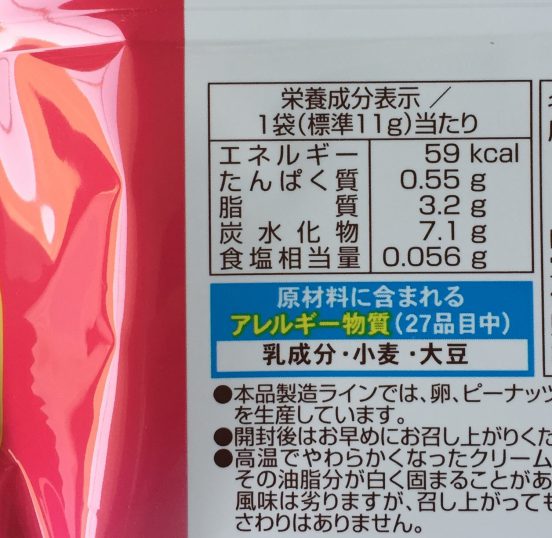 栄養成分表示 ／
1袋(標準11g)当たり
エネルギー 59 kcal
たんぱく質 0.55 g
脂質 3.2 g
炭水化物 7.1 g
食塩相当量 0.056 g
原材料に含まれる
アレルギー物質(27品目中)
乳成分・小麦・大豆
●本品製造ラインでは、卵、ピーナッツ
を生産しています。
●開封後はお早めにお召し上がりくだ
●高温でやわらかくなったクリーム
その油脂分が白く固まることがあ
風味は劣りますが、召し上がっても
さわりはありません。